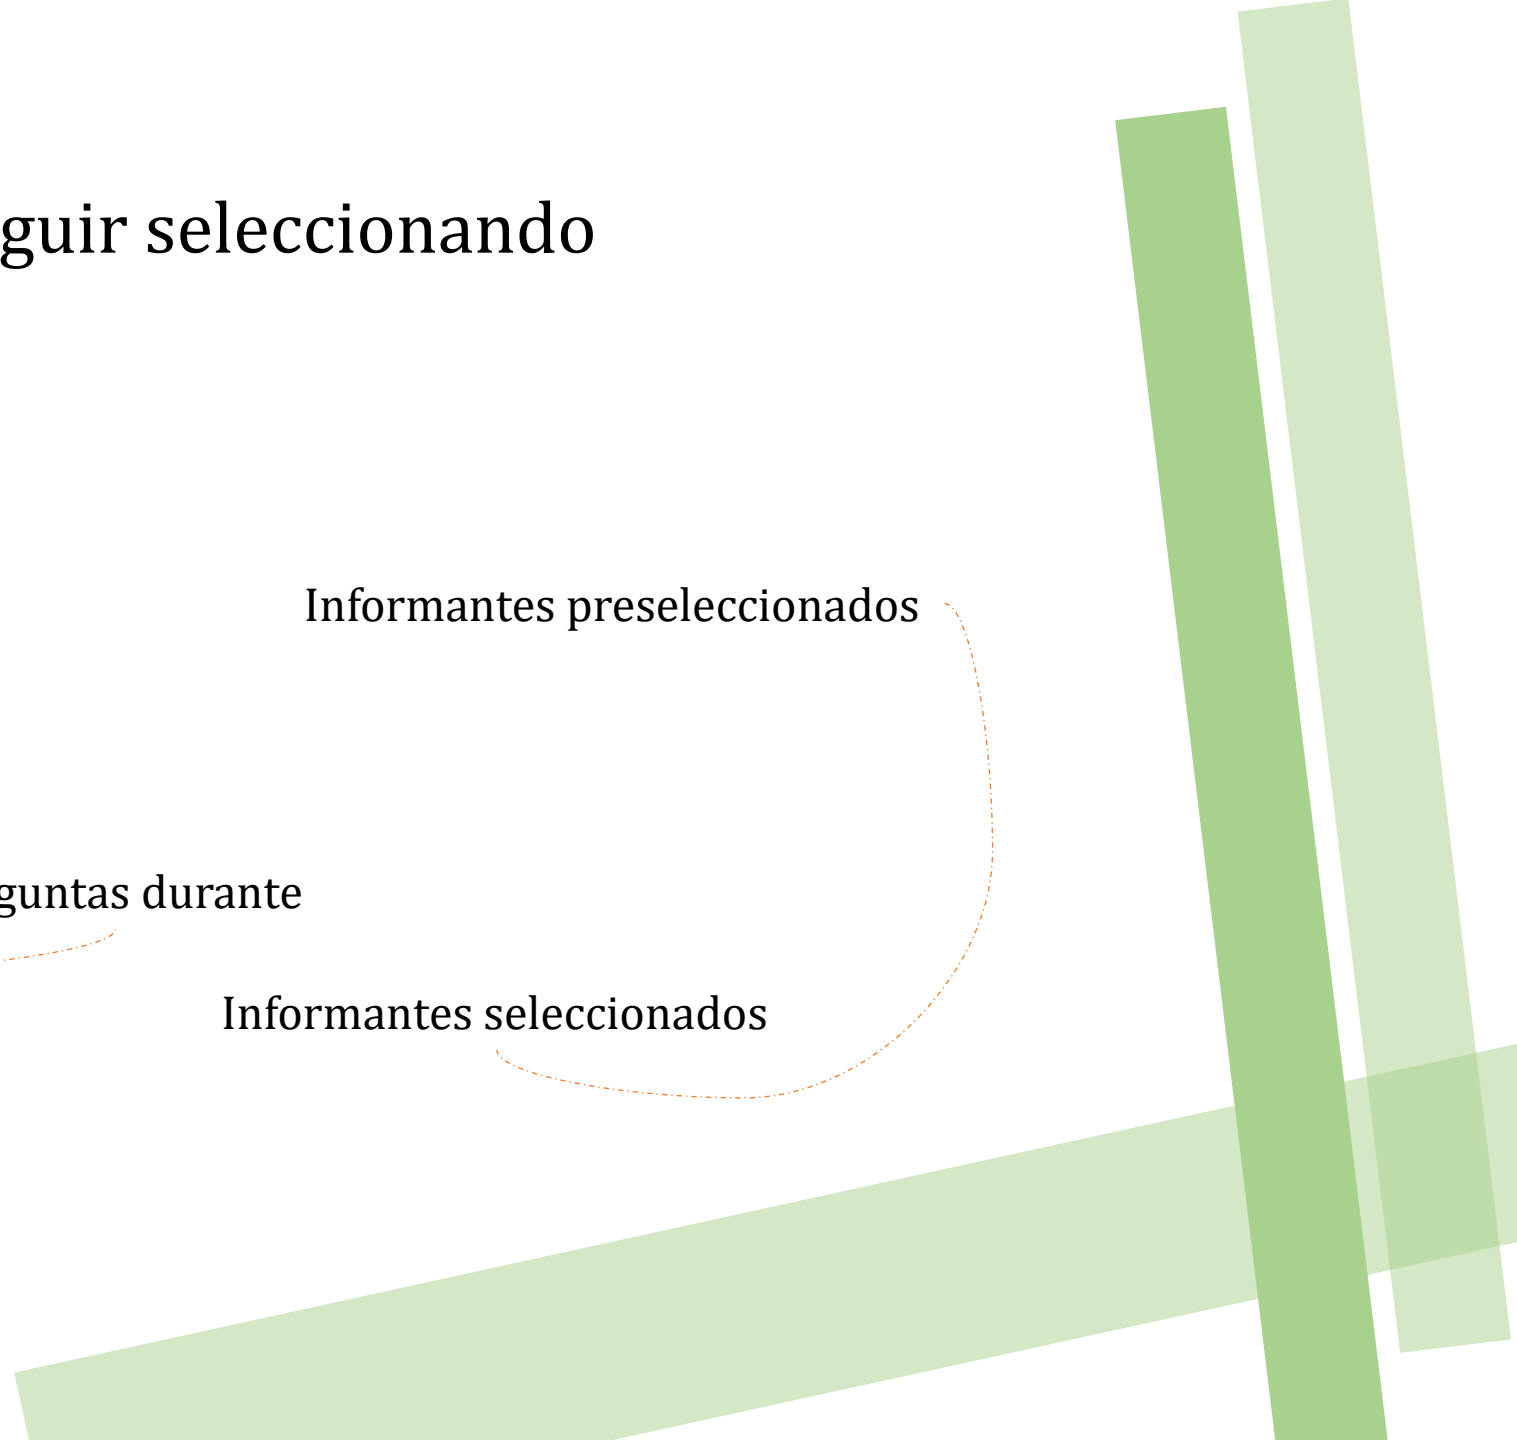 guir seleccionando
Informantes preseleccionados
guntas durante
Informantes seleccionados